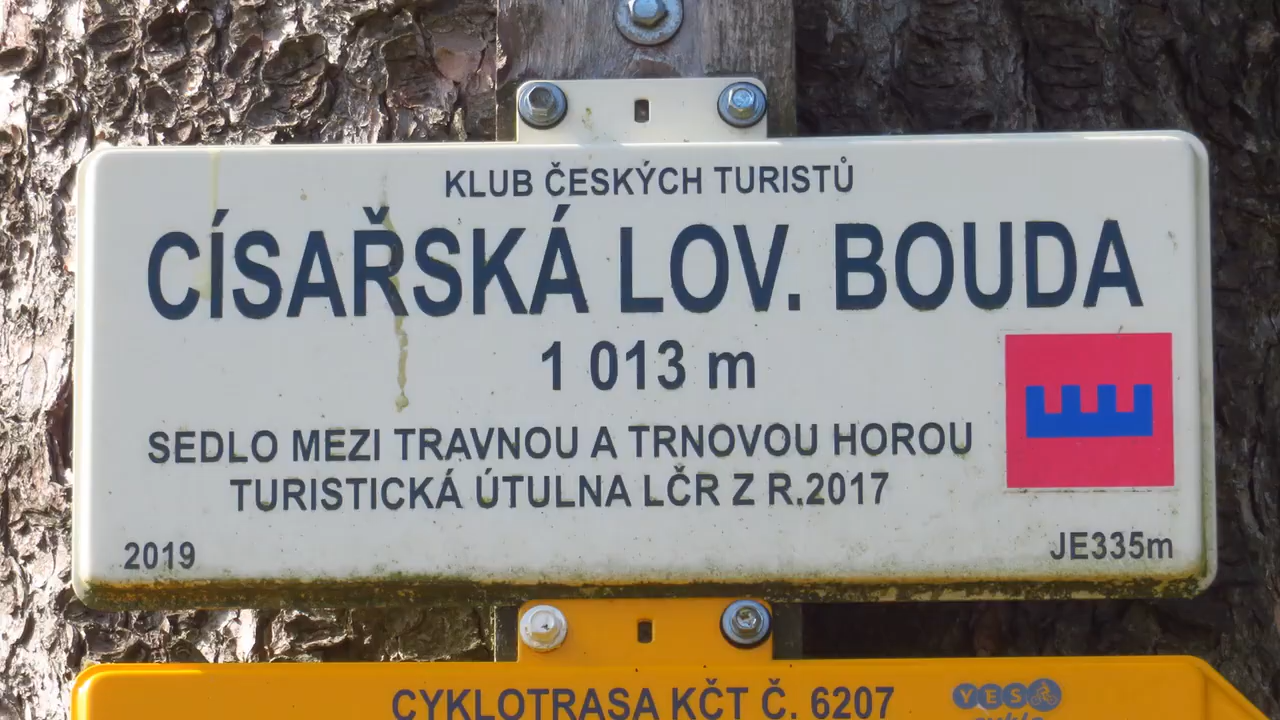 KLUB ČESKÝCH TURISTŮ
CÍSAŘSKÁ LOV. BOUDA
1 013 m
SEDLO MEZI TRAVNOU A TRNOVOU HOROU
TURISTICKÁ ÚTULNA LČR Z R.2017
2019 JE335m
CYKLOTRASA KČT Č. 6207 YES